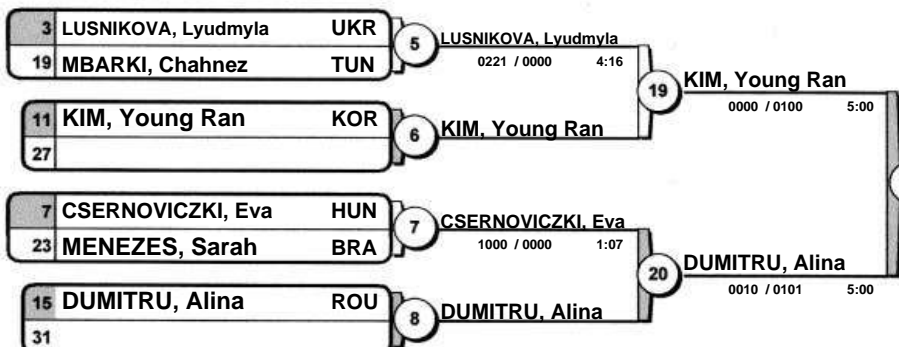 3 LUSNIKOVA, Lyudmyla UKR
19 MBARKI, Chahnez TUN
5
LUSNIKOVA, Lyudmyla
0221 / 0000 4:16
11 KIM, Young Ran KOR
27
6
KIM, Young Ran
19
KIM, Young Ran
0000 / 0100 5:00
7 CSERNOVICZKI, Eva HUN
23 MENEZES, Sarah BRA
7
CSERNOVICZKI, Eva
1000 / 0000 1:07
15 DUMITRU, Alina ROU
31
8
DUMITRU, Alina
20
DUMITRU, Alina
0010 / 0101 5:00